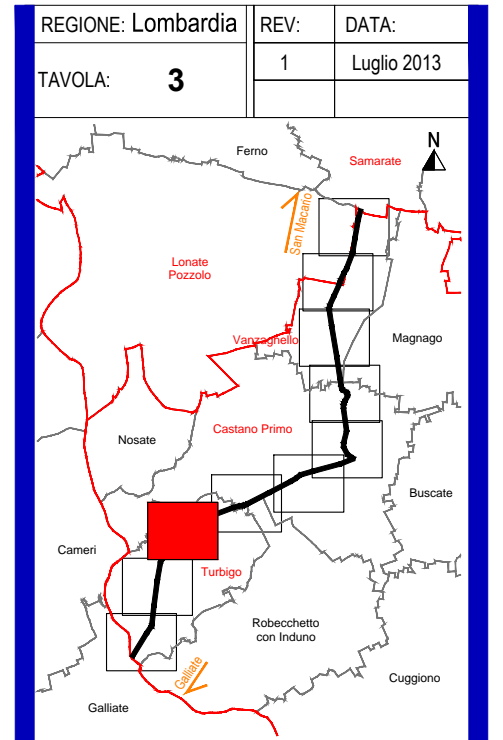 REGIONE: Lombardia
REV:
DATA:
TAVOLA: 3
1
Luglio 2013
Ferno
Samarate
N
San Macario
Lonate
Pozzolo
Vanzaghello
Magnago
Castano Primo
Nosate
Buscate
Cameri
Turbigo
Robecchetto
con Induno
Galliate
Cuggiono
Galliate